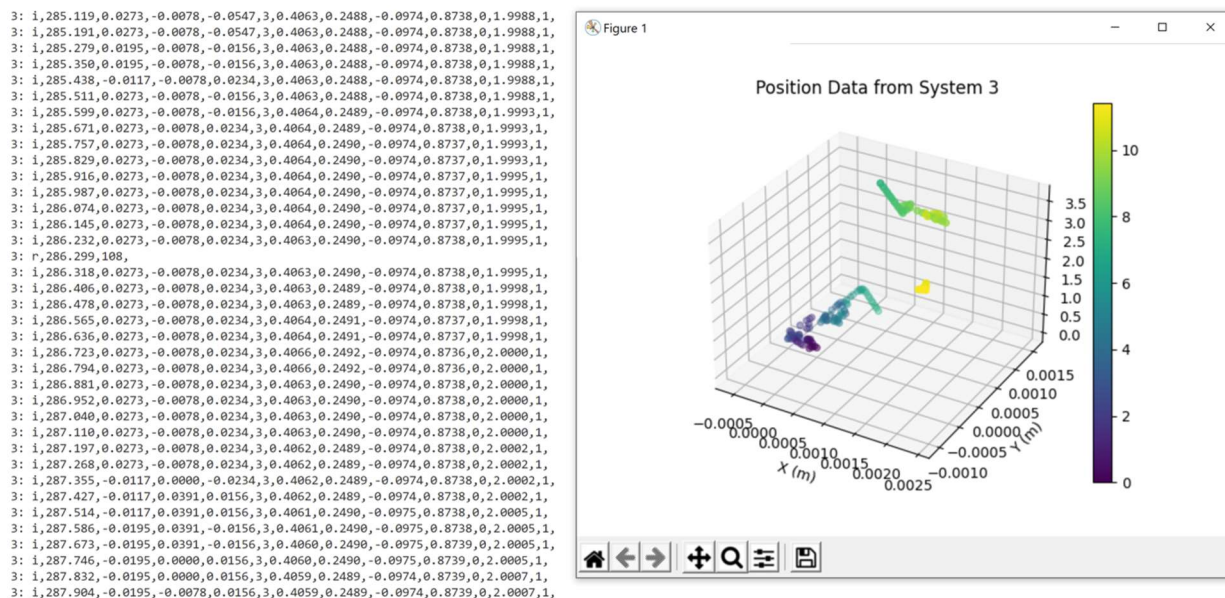 3: i,285.119,0.0273,-0.0078,-0.0547,3,0.4063,0.2488,-0.0974,0.8738,0,1.9988,1,
3: i,285.191,0.0273,-0.0078,-0.0547,3,0.4063,0.2488,-0.0974,0.8738,0,1.9988,1,
3: i,285.279,0.0195,-0.0078,-0.0156,3,0.4063,0.2488,-0.0974,0.8738,0,1.9988,1,
3: i,285.350,0.0195,-0.0078,-0.0156,3,0.4063,0.2488,-0.0974,0.8738,0,1.9988,1,
3: i,285.438,-0.0117,-0.0078,0.0234,3,0.4063,0.2488,-0.0974,0.8738,0,1.9988,1,
3: i,285.511,0.0273,-0.0078,-0.0156,3,0.4063,0.2488,-0.0974,0.8738,0,1.9988,1,
3: i,285.599,0.0273,-0.0078,-0.0156,3,0.4064,0.2489,-0.0974,0.8738,0,1.9993,1,
3: i,285.671,0.0273,-0.0078,0.0234,3,0.4064,0.2489,-0.0974,0.8738,0,1.9993,1,
3: i,285.757,0.0273,-0.0078,0.0234,3,0.4064,0.2490,-0.0974,0.8737,0,1.9993,1,
3: i,285.829,0.0273,-0.0078,0.0234,3,0.4064,0.2490,-0.0974,0.8737,0,1.9993,1,
3: i,285.916,0.0273,-0.0078,0.0234,3,0.4064,0.2490,-0.0974,0.8737,0,1.9995,1,
3: i,285.987,0.0273,-0.0078,0.0234,3,0.4064,0.2490,-0.0974,0.8737,0,1.9995,1,
3: i,286.074,0.0273,-0.0078,0.0234,3,0.4064,0.2490,-0.0974,0.8737,0,1.9995,1,
3: i,286.145,0.0273,-0.0078,0.0234,3,0.4064,0.2490,-0.0974,0.8737,0,1.9995,1,
3: i,286.232,0.0273,-0.0078,0.0234,3,0.4063,0.2490,-0.0974,0.8738,0,1.9995,1,
3: r,286.299,108,
3: i,286.318,0.0273,-0.0078,0.0234,3,0.4063,0.2490,-0.0974,0.8738,0,1.9995,1,
3: i,286.406,0.0273,-0.0078,0.0234,3,0.4063,0.2489,-0.0974,0.8738,0,1.9998,1,
3: i,286.478,0.0273,-0.0078,0.0234,3,0.4063,0.2489,-0.0974,0.8738,0,1.9998,1,
3: i,286.565,0.0273,-0.0078,0.0234,3,0.4064,0.2491,-0.0974,0.8737,0,1.9998,1,
3: i,286.636,0.0273,-0.0078,0.0234,3,0.4064,0.2491,-0.0974,0.8737,0,1.9998,1,
3: i,286.723,0.0273,-0.0078,0.0234,3,0.4066,0.2492,-0.0974,0.8736,0,2.0000,1,
3: i,286.794,0.0273,-0.0078,0.0234,3,0.4066,0.2492,-0.0974,0.8736,0,2.0000,1,
3: i,286.881,0.0273,-0.0078,0.0234,3,0.4063,0.2490,-0.0974,0.8738,0,2.0000,1,
3: i,286.952,0.0273,-0.0078,0.0234,3,0.4063,0.2490,-0.0974,0.8738,0,2.0000,1,
3: i,287.040,0.0273,-0.0078,0.0234,3,0.4063,0.2490,-0.0974,0.8738,0,2.0000,1,
3: i,287.110,0.0273,-0.0078,0.0234,3,0.4063,0.2490,-0.0974,0.8738,0,2.0000,1,
3: i,287.197,0.0273,-0.0078,0.0234,3,0.4062,0.2489,-0.0974,0.8738,0,2.0002,1,
3: i,287.268,0.0273,-0.0078,0.0234,3,0.4062,0.2489,-0.0974,0.8738,0,2.0002,1,
3: i,287.355,-0.0117,0.0000,-0.0234,3,0.4062,0.2489,-0.0974,0.8738,0,2.0002,1,
3: i,287.427,-0.0117,0.0391,0.0156,3,0.4062,0.2489,-0.0974,0.8738,0,2.0002,1,
3: i,287.514,-0.0117,0.0391,0.0156,3,0.4061,0.2490,-0.0975,0.8738,0,2.0005,1,
3: i,287.586,-0.0195,0.0391,-0.0156,3,0.4061,0.2490,-0.0975,0.8738,0,2.0005,1,
3: i,287.673,-0.0195,0.0391,-0.0156,3,0.4060,0.2490,-0.0975,0.8739,0,2.0005,1,
3: i,287.746,-0.0195,0.0000,0.0156,3,0.4060,0.2490,-0.0975,0.8739,0,2.0005,1,
3: i,287.832,-0.0195,0.0000,0.0156,3,0.4059,0.2489,-0.0974,0.8739,0,2.0007,1,
3: i,287.904,-0.0195,-0.0078,0.0156,3,0.4059,0.2489,-0.0974,0.8739,0,2.0007,1,
Figure 1
Position Data from System 3
3.5
3.0
2.5
2.0
1.5
1.0
0.5
0.0
0.0015
0.0010
0.0005
0.0000
−0.0005
−0.0010
Y (m)
−0.0005
0.0000
0.0005
0.0010
0.0015
0.0020
0.0025
X (m)
10
8
6
4
2
0